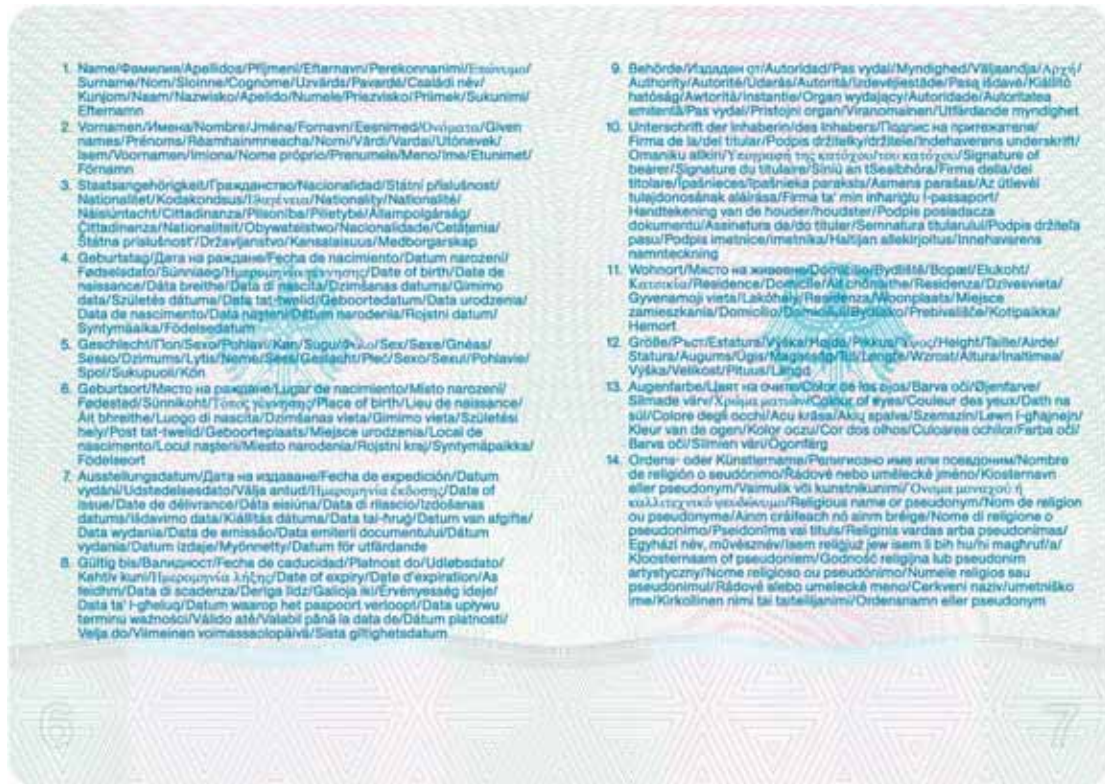 1. Name/Фамилия/Apellidos/Příjmení/Efternavn/Perekonnanimi/Επώνυμο/
Surname/Nom/Sloinne/Cognome/Uzvārds/Pavardė/Családi név/
Kunjom/Naam/Nazwisko/Apelido/Numele/Priezvisko/Priimek/Sukunimi/
Efternamn
2. Vornamen/Имена/Nombre/Jména/Fornavn/Eesnimed/Ονόματα/Given
names/Prénoms/Réamhainmneacha/Nomi/Vārdi/Vardai/Utónevek/
Isem/Voornamen/Imiona/Nome próprio/Prenumele/Meno/Ime/Etunimet/
Förnamn
3. Staatsangehörigkeit/Гражданство/Nacionalidad/Státní příslušnost/
Nationalitet/Kodakondsus/Ιθαγένεια/Nationality/Nationalité/
Náisiúntacht/Cittadinanza/Pilsonība/Pilietybė/Állampolgárság/
Cittadinanza/Nationaliteit/Obywatelstwo/Nacionalidade/Cetăţenia/
Štátna príslušnosť/Državljanstvo/Kansalaisuus/Medborgarskap
4. Geburtstag/Дата на раждане/Fecha de nacimiento/Datum narození/
Fødselsdato/Sünniaeg/Ημερομηνία γέννησης/Date of birth/Date de
naissance/Dáta breithe/Data di nascita/Dzimšanas datums/Gimimo
data/Születés dátuma/Data tat-twelid/Geboortedatum/Data urodzenia/
Data de nascimento/Data naşterii/Dátum narodenia/Rojstni datum/
Syntymäaika/Födelsedatum
5. Geschlecht/Пол/Sexo/Pohlaví/Køn/Sugu/Φύλο/Sex/Sexe/Gnéas/
Sesso/Dzimums/Lytis/Neme/Sess/Geslacht/Płeć/Sexo/Sexul/Pohlavie/
Spol/Sukupuoli/Kön
6. Geburtsort/Място на раждане/Lugar de nacimiento/Místo narození/
Fødested/Sünnikoht/Τόπος γέννησης/Place of birth/Lieu de naissance/
Áit bhreithe/Luogo di nascita/Dzimšanas vieta/Gimimo vieta/Születési
hely/Post tat-twelid/Geboorteplaats/Miejsce urodzenia/Local de
nascimento/Locul naşterii/Miesto narodenia/Rojstni kraj/Syntymäpaikka/
Födelseort
7. Ausstellungsdatum/Дата на издаване/Fecha de expedición/Datum
vydání/Udstedelsesdato/Välja antud/Ημερομηνία έκδοσης/Date of
issue/Date de délivrance/Dáta eisiúna/Data di rilascio/Izdošanas
datums/Išdavimo data/Kiállítás dátuma/Data tal-ħruġ/Datum van afgifte/
Data wydania/Data de emissão/Data emiterii documentului/Dátum
vydania/Datum izdaje/Myönnetty/Datum för utfärdande
8. Gültig bis/Валидност/Fecha de caducidad/Platnost do/Udløbsdato/
Kehtiv kuni/Ημερομηνία λήξης/Date of expiry/Date d'expiration/As
feidhm/Data di scadenza/Derīga līdz/Galioja iki/Érvényesség ideje/
Data ta' l-għeluq/Datum waarop het paspoort verloopt/Data upływu
terminu ważności/Válido até/Valabil până la data de/Dátum platnosti/
Velja do/Viimeinen voimassaolopäivä/Sista giltighetsdatum
6
9. Behörde/Издаден от/Autoridad/Pas vydal/Myndighed/Väljaandja/Αρχή/
Authority/Autorité/Údarás/Autorità/Izdevējiestāde/Pasą išdavė/Kiállító
hatóság/Awtorità/Instantie/Organ wydający/Autoridade/Autoritatea
emitentă/Pas vydal/Pristojni organ/Viranomainen/Utfärdande myndighet
10. Unterschrift der Inhaberin/des Inhabers/Подпис на притежателя/
Firma de la/del titular/Podpis držitelky/držitele/Indehaverens underskrift/
Omaniku allkiri/Υπογραφή της κατόχου/του κατόχου/Signature of
bearer/Signature du titulaire/Síniú an tSealbhóra/Firma della/del
titolare/Īpašnieces/īpašnieka paraksts/Asmens parašas/Az útlevél
tulajdonosának aláírása/Firma ta' min inħarġlu l-passaport/
Handtekening van de houder/houdster/Podpis posiadacza
dokumentu/Assinatura da/do titular/Semnatura titularului/Podpis držiteľa
pasu/Podpis imetnice/imetnika/Haltijan allekirjoitus/Innehavarens
namnteckning
11. Wohnort/Място на живеене/Domicilio/Bydliště/Bopæl/Elukoht/
Κατοικία/Residence/Domicile/Áit chónaithe/Residenza/Dzīvesvieta/
Gyvenamoji vieta/Lakóhely/Residenza/Woonplaats/Miejsce
zamieszkania/Domicílio/Domiciliul/Bydlisko/Prebivališče/Kotipaikka/
Hemort
12. Größe/Ръст/Estatura/Výška/Højde/Pikkus/Ύψος/Height/Taille/Airde/
Statura/Augums/Ūgis/Magasság/Tul/Lengte/Wzrost/Altura/Inaltimea/
Výška/Velikost/Pituus/Längd
13. Augenfarbe/Цвят на очите/Color de los ojos/Barva očí/Øjenfarve/
Silmade värv/Χρώμα ματιών/Colour of eyes/Couleur des yeux/Dath na
súl/Colore degli occhi/Acu krāsa/Akių spalva/Szemszín/Lewn l-għajnejn/
Kleur van de ogen/Kolor oczu/Cor dos olhos/Culoarea ochilor/Farba očí/
Barva oči/Silmien väri/Ögonfärg
14. Ordens- oder Künstlername/Религиозно име или псевдоним/Nombre
de religión o seudónimo/Řádové nebo umělecké jméno/Klosternavn
eller pseudonym/Vaimulik või kunstnikunimi/Όνομα μοναχού ή
καλλιτεχνικό ψευδώνυμο/Religious name or pseudonym/Nom de religion
ou pseudonyme/Ainm cráifeach nó ainm bréige/Nome di religione o
pseudonimo/Pseidonīms vai tituls/Religinis vardas arba pseudonimas/
Egyházi név, művésznév/Isem reliġjuż jew isem li bih hu/hi magħruf/a/
Kloosternaam of pseudoniem/Godność religijna lub pseudonim
artystyczny/Nome religioso ou pseudónimo/Numele religios sau
pseudonimul/Rádové alebo umelecké meno/Cerkveni naziv/umetniško
ime/Kirkollinen nimi tai taiteilijanimi/Ordensnamn eller pseudonym
7